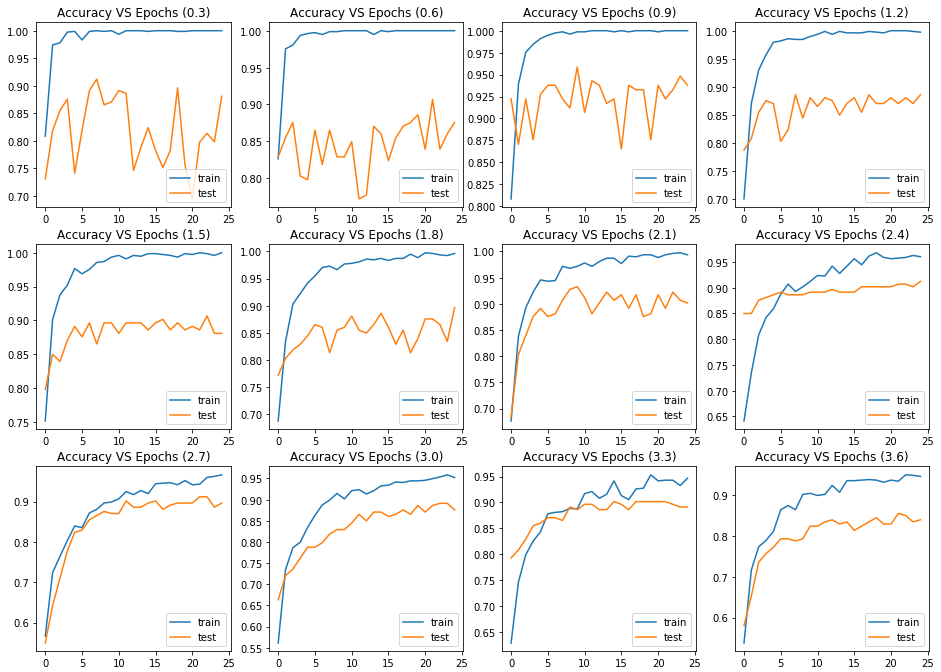 Accuracy VS Epochs (0.3)
1.00
0.95
0.90
0.85
0.80
0.75
0.70
train
test
0 5 10 15 20 25
Accuracy VS Epochs (0.6)
1.00
0.95
0.90
0.85
0.80
train
test
0 5 10 15 20 25
Accuracy VS Epochs (0.9)
1.000
0.975
0.950
0.925
0.900
0.875
0.850
0.825
0.800
train
test
0 5 10 15 20 25
Accuracy VS Epochs (1.2)
1.00
0.95
0.90
0.85
0.80
0.75
0.70
train
test
0 5 10 15 20 25
Accuracy VS Epochs (1.5)
1.00
0.95
0.90
0.85
0.80
0.75
train
test
0 5 10 15 20 25
Accuracy VS Epochs (1.8)
1.00
0.95
0.90
0.85
0.80
0.75
0.70
train
test
0 5 10 15 20 25
Accuracy VS Epochs (2.1)
1.00
0.95
0.90
0.85
0.80
0.75
0.70
train
test
0 5 10 15 20 25
Accuracy VS Epochs (2.4)
0.95
0.90
0.85
0.80
0.75
0.70
0.65
train
test
0 5 10 15 20 25
Accuracy VS Epochs (2.7)
0.9
0.8
0.7
0.6
train
test
0 5 10 15 20 25
Accuracy VS Epochs (3.0)
0.95
0.90
0.85
0.80
0.75
0.70
0.65
0.60
0.55
train
test
0 5 10 15 20 25
Accuracy VS Epochs (3.3)
0.95
0.90
0.85
0.80
0.75
0.70
0.65
train
test
0 5 10 15 20 25
Accuracy VS Epochs (3.6)
0.9
0.8
0.7
0.6
train
test
0 5 10 15 20 25